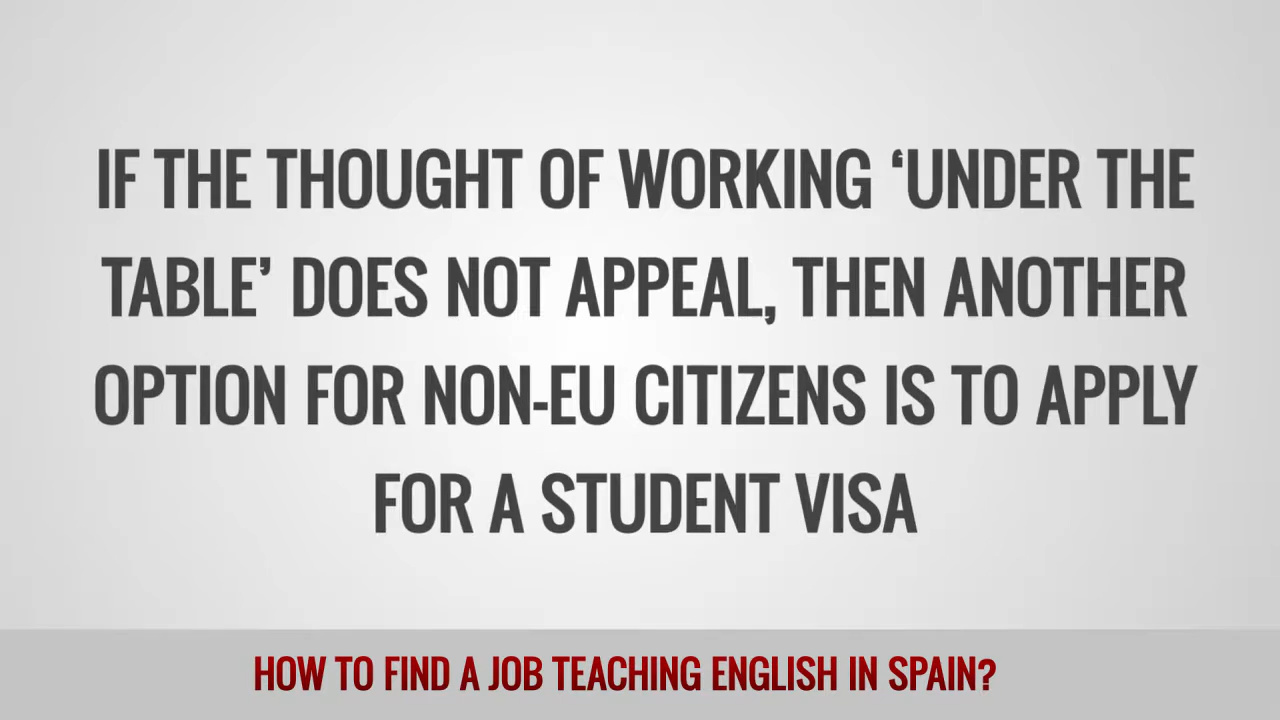 IF THE THOUGHT OF WORKING ‘UNDER THE
TABLE’ DOES NOT APPEAL, THEN ANOTHER
OPTION FOR NON-EU CITIZENS IS TO APPLY
FOR A STUDENT VISA
HOW TO FIND A JOB TEACHING ENGLISH IN SPAIN?